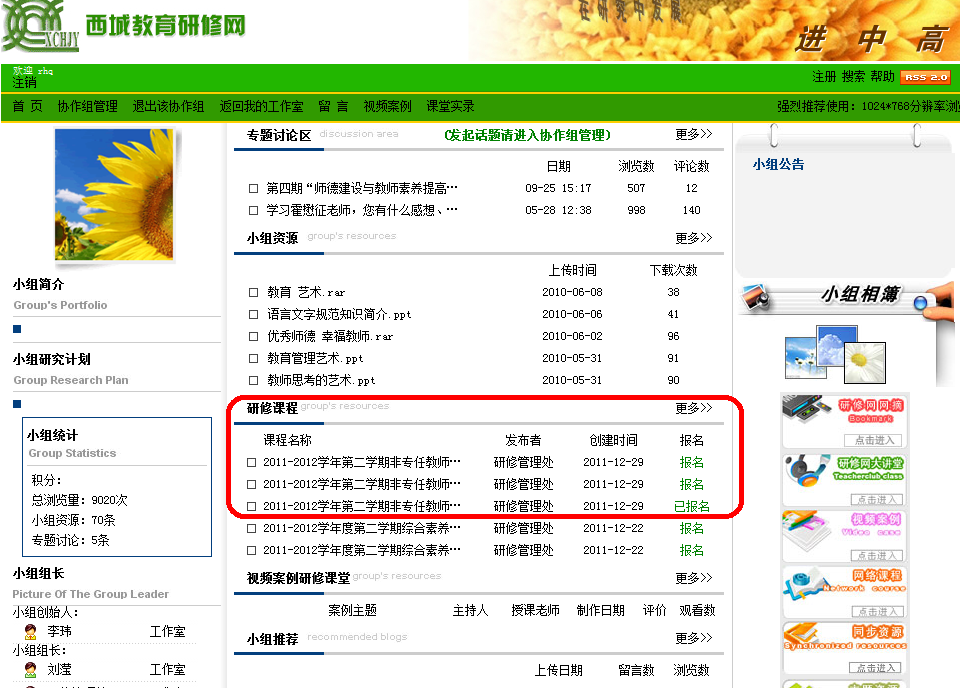 西城教育研修网
XCHJY
在研究中发展
进 中 高
欢迎 rhq
注销
注册 搜索 帮助 RSS 2.0
首 页 协作组管理 退出该协作组 返回我的工作室 留 言 视频案例 课堂实录 强烈推荐使用：1024*768分辨率浏
专题讨论区 discussion area (发起话题请进入协作组管理) 更多>>
日期 浏览数 评论数
第四期“师德建设与教师素养提高… 09-25 15:17 507 12
学习霍懋征老师，您有什么感想、… 05-28 12:38 998 140
小组资源 group's resources 更多>>
上传时间 下载次数
教育 艺术.rar 2010-06-08 38
语言文字规范知识简介.ppt 2010-06-06 41
优秀师德 幸福教师.rar 2010-06-02 96
教育管理艺术.ppt 2010-05-31 91
教师思考的艺术.ppt 2010-05-31 90
研修课程 group's resources 更多>>
课程名称 发布者 创建时间 报名
2011-2012学年第二学期非专任教师… 研修管理处 2011-12-29 报名
2011-2012学年第二学期非专任教师… 研修管理处 2011-12-29 报名
2011-2012学年第二学期非专任教师… 研修管理处 2011-12-29 已报名
2011-2012学年度第二学期综合素养… 研修管理处 2011-12-22 报名
2011-2012学年度第二学期综合素养… 研修管理处 2011-12-22 报名
视频案例研修课堂 group's resources 更多>>
案例主题 主持人 授课老师 制作日期 评价 观看数
小组推荐 recommended blogs 更多>>
上传日期 留言数 浏览数
小组简介
Group's Portfolio
小组研究计划
Group Research Plan
小组统计
Group Statistics
积分：
总浏览量：9020次
小组资源：70条
专题讨论：5条
小组组长
Picture Of The Group Leader
小组创始人：
李玮 工作室
小组组长：
刘莹 工作室
小组公告
小组相簿
研修网网摘
Bookmark
点击进入
研修网大讲堂
Teacherclub class
点击进入
视频案例
Video case
点击进入
网络课程
Network course
点击进入
同步资源
Synchronized resources
点击进入